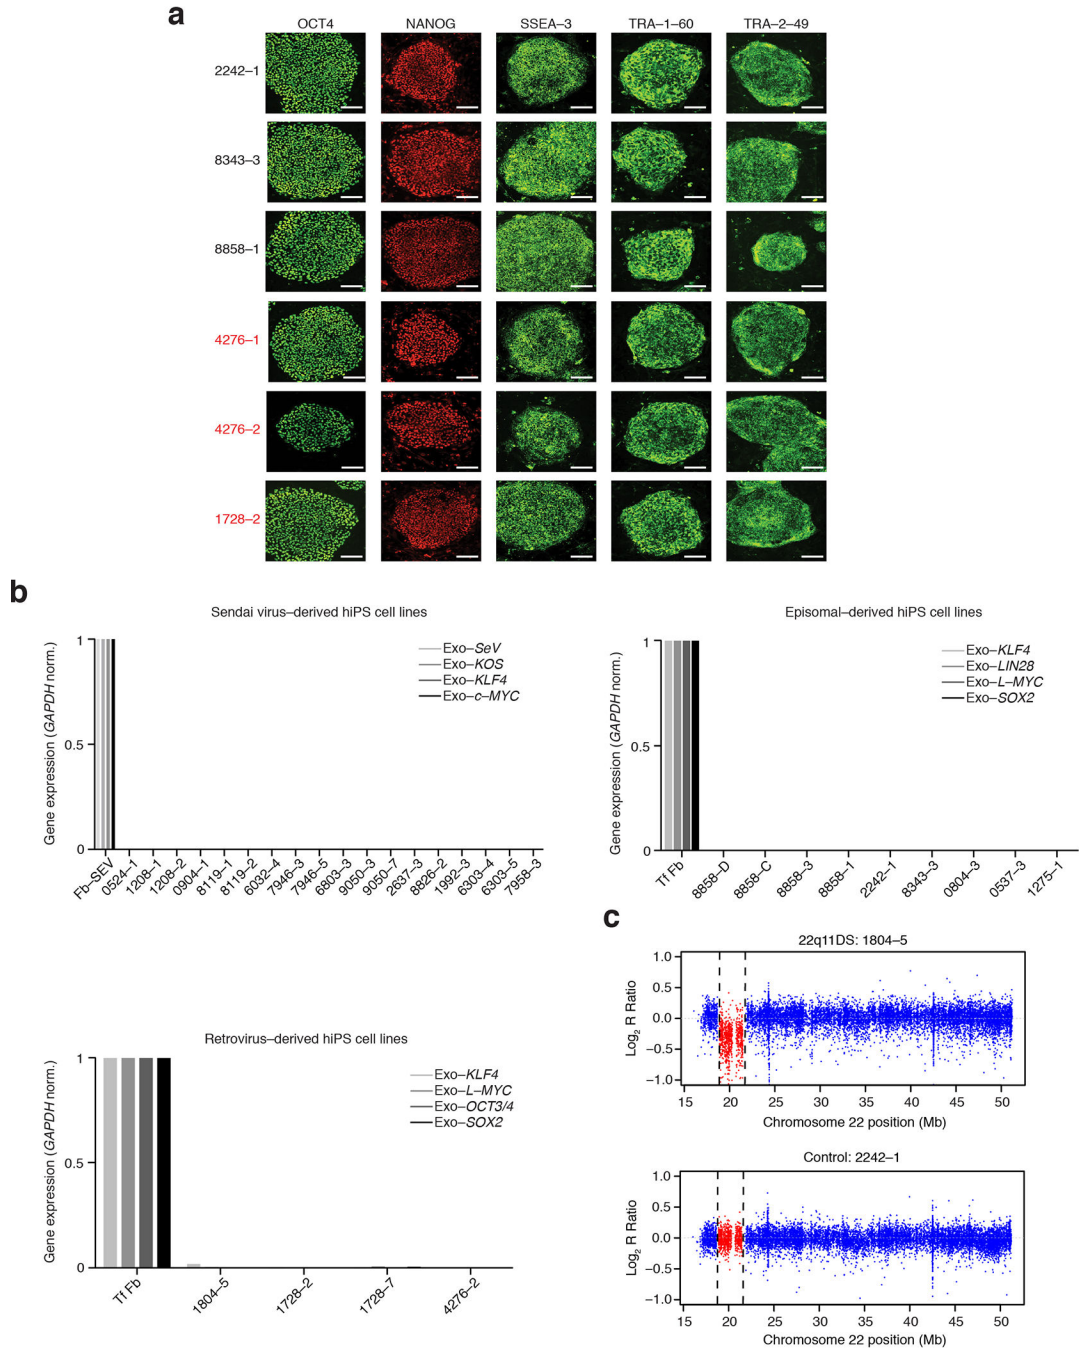 a
OCT4 NANOG SSEA–3 TRA–1–60 TRA–2–49
2242–1
8343–3
8858–1
4276–1
4276–2
1728–2
b
Sendai virus–derived hiPS cell lines
Gene expression (GAPDH norm.)
1
0.5
0
Exo–SeV
Exo–KOS
Exo–KLF4
Exo–c–MYC
Fb–SEV 0524–1 1208–1 1208–2 0904–1 8119–1 8119–2 6032–4 7946–3 7946–5 6803–3 9050–3 9050–7 2637–3 8826–2 1992–3 6303–4 6303–5 7958–3
Episomal–derived hiPS cell lines
Gene expression (GAPDH norm.)
1
0.5
0
Exo–KLF4
Exo–LIN28
Exo–L–MYC
Exo–SOX2
Tf Fb 8858–D 8858–C 8858–3 8858–1 2242–1 8343–3 0804–3 0537–3 1275–1
Retrovirus–derived hiPS cell lines
Gene expression (GAPDH norm.)
1
0.5
0
Exo–KLF4
Exo–L–MYC
Exo–OCT3/4
Exo–SOX2
Tf Fb 1804–5 1728–2 1728–7 4276–2
c
22q11DS: 1804–5
Log2 R Ratio
1.0
0.5
0.0
−0.5
−1.0
15 20 25 30 35 40 45 50
Chromosome 22 position (Mb)
Control: 2242–1
Log2 R Ratio
1.0
0.5
0.0
−0.5
−1.0
15 20 25 30 35 40 45 50
Chromosome 22 position (Mb)